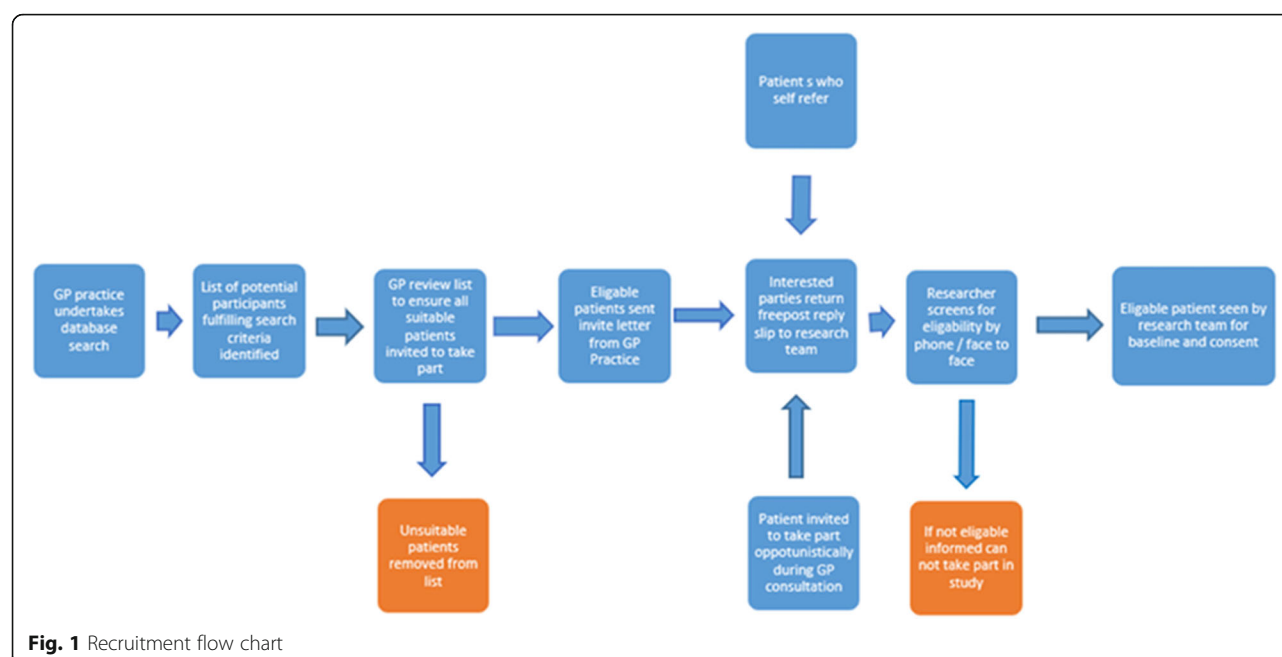 Patient s who
self refer
GP practice
undertakes
database
search
List of potential
participants
fulfilling search
criteria
identified
GP review list
to ensure all
suitable
patients
invited to take
part
Eligable
patients sent
invite letter
from GP
Practice
Interested
parties return
freepost reply
slip to research
team
Researcher
screens for
eligability by
phone / face to
face
Eligable patient seen by
research team for
baseline and consent
Unsuitable
patients
removed from
list
Patient invited
to take part
oppotunistically
during GP
consultation
If not eligable
informed can
not take part in
study
Fig. 1 Recruitment flow chart